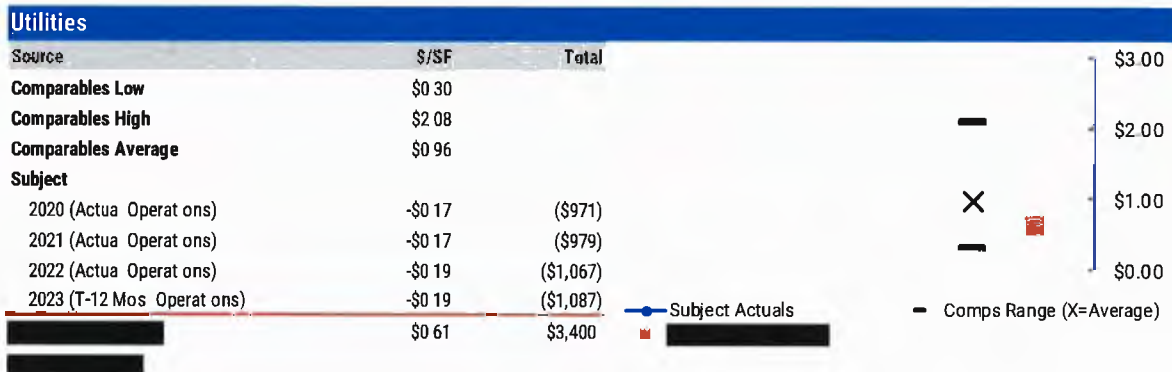 Utilities
Source $/SF Total
Comparables Low $0 30
Comparables High $2 08
Comparables Average $0 96
Subject
2020 (Actua Operat ons) -$0 17 ($971)
2021 (Actua Operat ons) -$0 17 ($979)
2022 (Actua Operat ons) -$0 19 ($1,067)
2023 (T-12 Mos Operat ons) -$0 19 ($1,087)
$0 61 $3,400
$3.00
$2.00
$1.00
$0.00
Subject Actuals
Comps Range (X=Average)